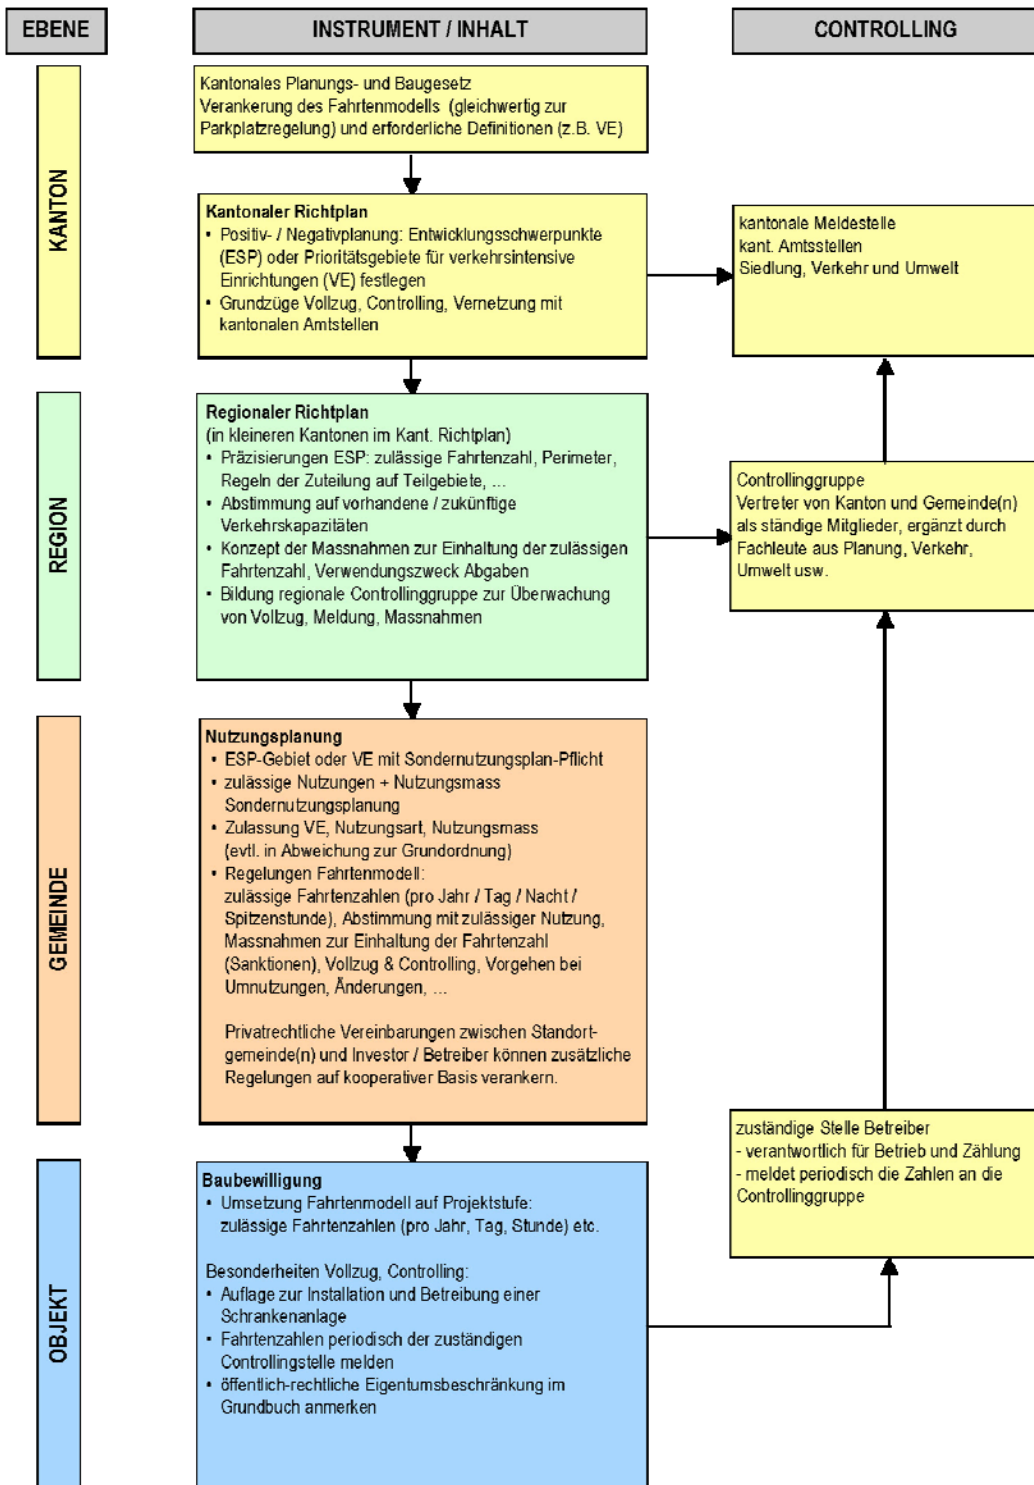 EBENE
INSTRUMENT / INHALT
CONTROLLING
KANTON
Kantonales Planungs- und Baugesetz
Verankerung des Fahrtenmodells (gleichwertig zur
Parkplatzregelung) und erforderliche Definitionen (z.B. VE)
Kantonaler Richtplan
• Positiv- / Negativplanung: Entwicklungsschwerpunkte
(ESP) oder Prioritätsgebiete für verkehrsintensive
Einrichtungen (VE) festlegen
• Grundzüge Vollzug, Controlling, Vernetzung mit
kantonalen Amtstellen
kantonale Meldestelle
kant. Amtsstellen
Siedlung, Verkehr und Umwelt
REGION
Regionaler Richtplan
(in kleineren Kantonen im Kant. Richtplan)
• Präzisierungen ESP: zulässige Fahrtenzahl, Perimeter,
Regeln der Zuteilung auf Teilgebiete, ...
• Abstimmung auf vorhandene / zukünftige
Verkehrskapazitäten
• Konzept der Massnahmen zur Einhaltung der zulässigen
Fahrtenzahl, Verwendungszweck Abgaben
• Bildung regionale Controllinggruppe zur Überwachung
von Vollzug, Meldung, Massnahmen
Controllinggruppe
Vertreter von Kanton und Gemeinde(n)
als ständige Mitglieder, ergänzt durch
Fachleute aus Planung, Verkehr,
Umwelt usw.
GEMEINDE
Nutzungsplanung
• ESP-Gebiet oder VE mit Sondernutzungsplan-Pflicht
• zulässige Nutzungen + Nutzungsmass
Sondernutzungsplanung
• Zulassung VE, Nutzungsart, Nutzungsmass
(evtl. in Abweichung zur Grundordnung)
• Regelungen Fahrtenmodell:
zulässige Fahrtenzahlen (pro Jahr / Tag / Nacht /
Spitzenstunde), Abstimmung mit zulässiger Nutzung,
Massnahmen zur Einhaltung der Fahrtenzahl
(Sanktionen), Vollzug & Controlling, Vorgehen bei
Umnutzungen, Änderungen, ...
Privatrechtliche Vereinbarungen zwischen Standort-
gemeinde(n) und Investor / Betreiber können zusätzliche
Regelungen auf kooperativer Basis verankern.
zuständige Stelle Betreiber
- verantwortlich für Betrieb und Zählung
- meldet periodisch die Zahlen an die
Controllinggruppe
OBJEKT
Baubewilligung
• Umsetzung Fahrtenmodell auf Projektstufe:
zulässige Fahrtenzahlen (pro Jahr, Tag, Stunde) etc.
Besonderheiten Vollzug, Controlling:
• Auflage zur Installation und Betreibung einer
Schrankenanlage
• Fahrtenzahlen periodisch der zuständigen
Controllingstelle melden
• öffentlich-rechtliche Eigentumsbeschränkung im
Grundbuch anmerken